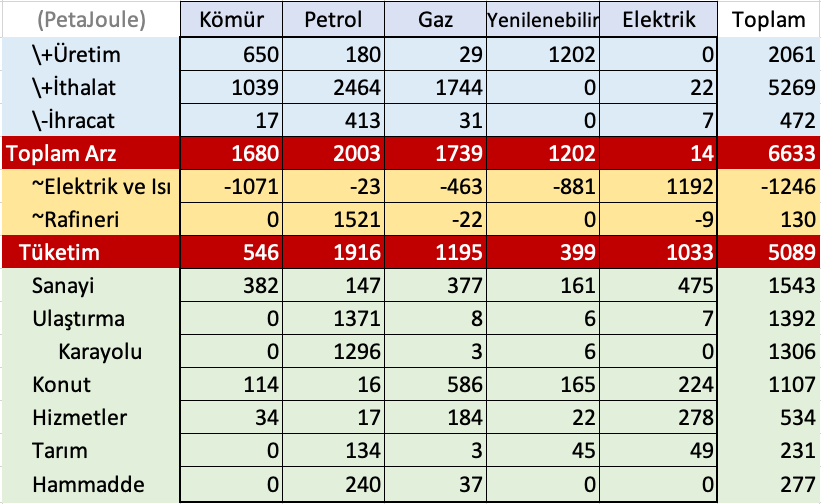 (PetaJoule) Kömür Petrol Gaz Yenilenebilir Elektrik Toplam
\+Üretim 650 180 29 1202 0 2061
\+İthalat 1039 2464 1744 0 22 5269
\-İhracat 17 413 31 0 7 472
Toplam Arz 1680 2003 1739 1202 14 6633
~Elektrik ve Isı -1071 -23 -463 -881 1192 -1246
~Rafineri 0 1521 -22 0 -9 130
Tüketim 546 1916 1195 399 1033 5089
Sanayi 382 147 377 161 475 1543
Ulaştırma 0 1371 8 6 7 1392
Karayolu 0 1296 3 6 0 1306
Konut 114 16 586 165 224 1107
Hizmetler 34 17 184 22 278 534
Tarım 0 134 3 45 49 231
Hammadde 0 240 37 0 0 277